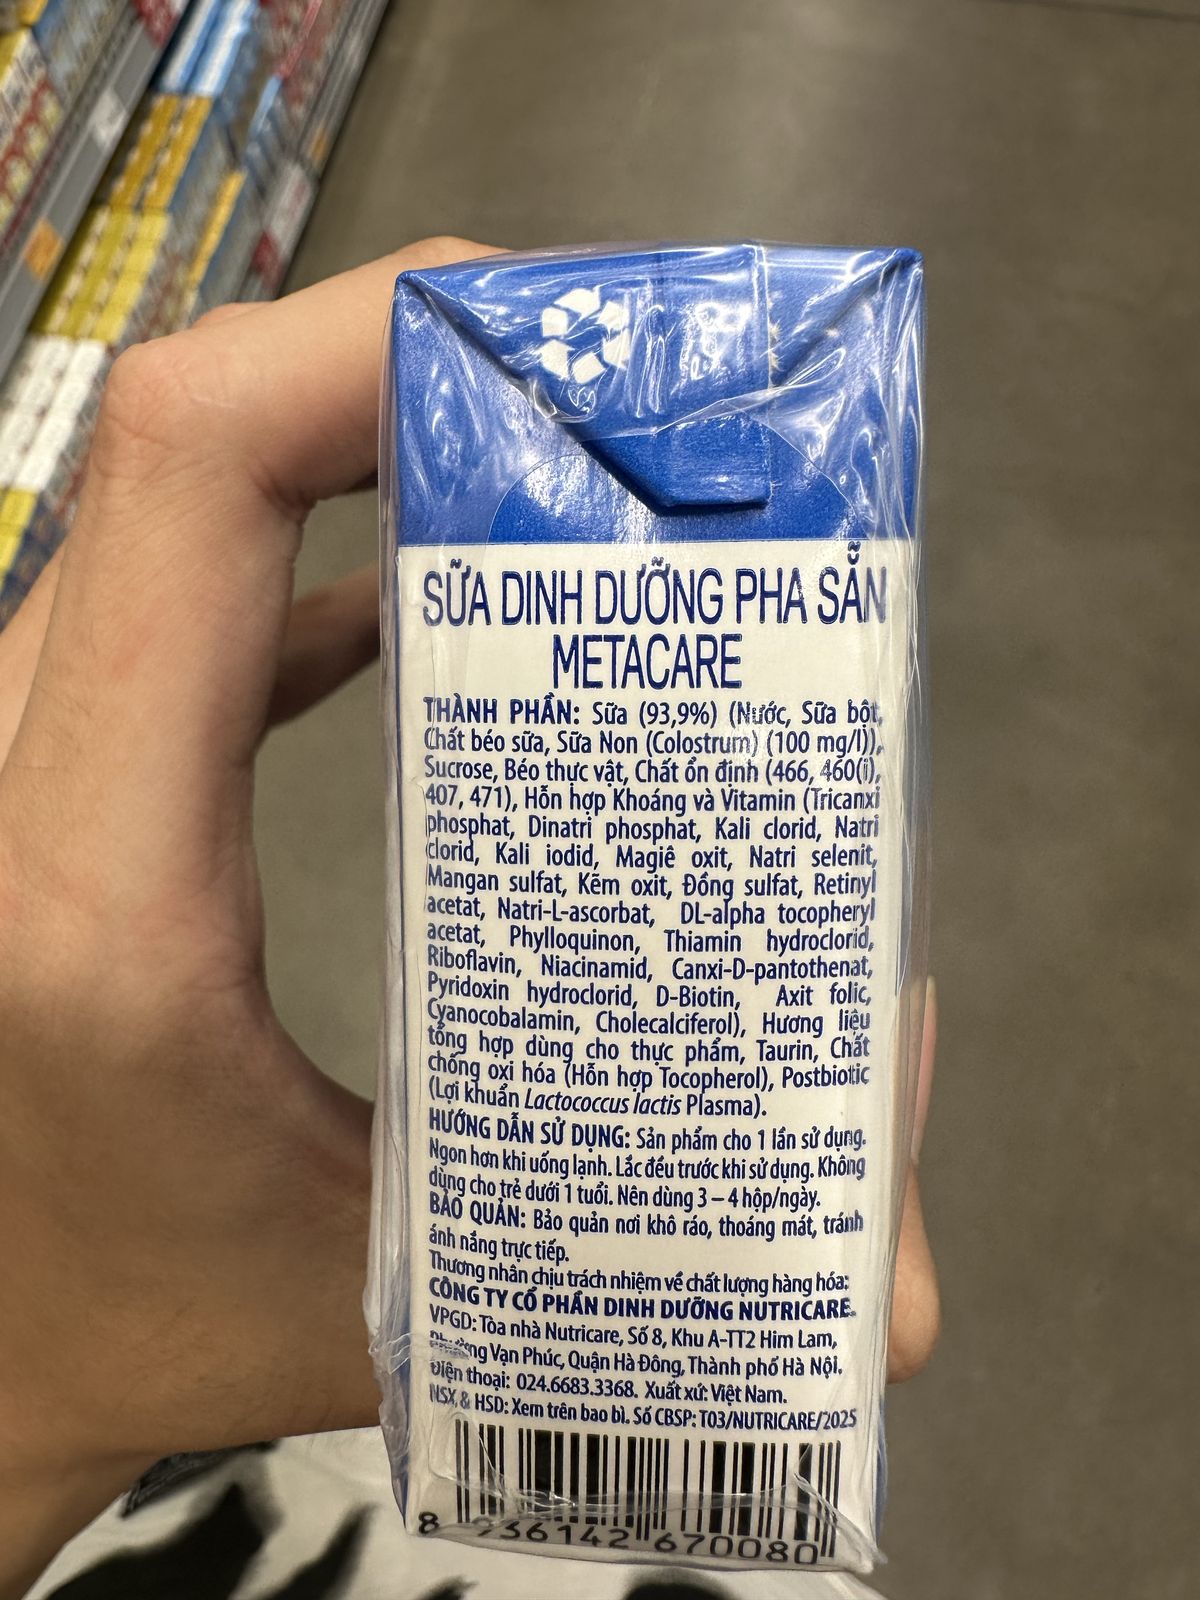 SỮA DINH DƯỠNG PHA SẴN
METACARE
THÀNH PHẦN: Sữa (93,9%) (Nước, Sữa bột,
Chất béo sữa, Sữa Non (Colostrum) (100 mg/l)),
Sucrose, Béo thực vật, Chất ổn định (466, 460(i),
407, 471), Hỗn hợp Khoáng và Vitamin (Tricanxi
phosphat, Dinatri phosphat, Kali clorid, Natri
clorid, Kali iodid, Magiê oxit, Natri selenit,
Mangan sulfat, Kẽm oxit, Đồng sulfat, Retinyl
acetat, Natri-L-ascorbat, DL-alpha tocopheryl
acetat, Phylloquinon, Thiamin hydroclorid,
Riboflavin, Niacinamid, Canxi-D-pantothenat,
Pyridoxin hydroclorid, D-Biotin, Axit folic,
Cyanocobalamin, Cholecalciferol), Hương liệu
tổng hợp dùng cho thực phẩm, Taurin, Chất
chống oxi hóa (Hỗn hợp Tocopherol), Postbiotic
(Lợi khuẩn Lactococcus lactis Plasma).
HƯỚNG DẪN SỬ DỤNG: Sản phẩm cho 1 lần sử dụng.
Ngon hơn khi uống lạnh. Lắc đều trước khi sử dụng. Không
dùng cho trẻ dưới 1 tuổi. Nên dùng 3 – 4 hộp/ngày.
BẢO QUẢN: Bảo quản nơi khô ráo, thoáng mát, tránh
ánh nắng trực tiếp.
Thương nhân chịu trách nhiệm về chất lượng hàng hóa:
CÔNG TY CỔ PHẦN DINH DƯỠNG NUTRICARE.
VPGD: Tòa nhà Nutricare, Số 8, Khu A-TT2 Him Lam,
Phường Vạn Phúc, Quận Hà Đông, Thành phố Hà Nội.
Điện thoại: 024.6683.3368. Xuất xứ: Việt Nam.
NSX & HSD: Xem trên bao bì. Số CBSP: T03/NUTRICARE/2025
8 936142 670080